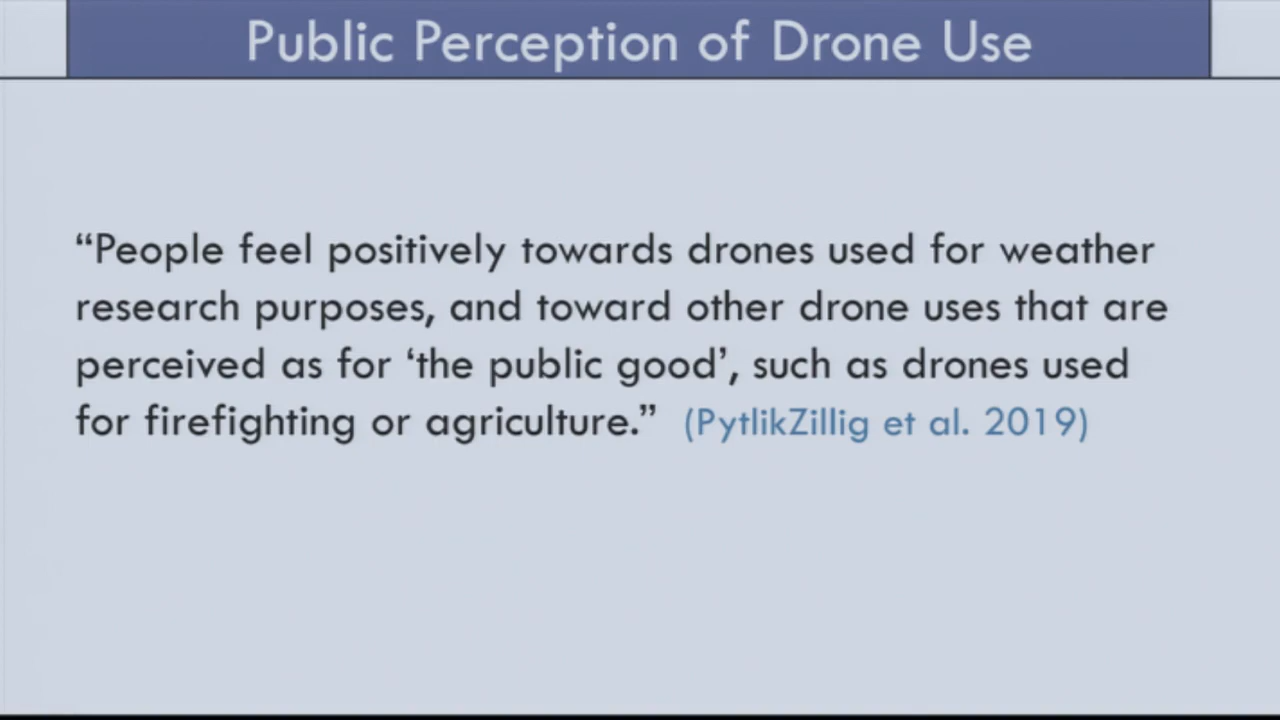 Public Perception of Drone Use
“People feel positively towards drones used for weather
research purposes, and toward other drone uses that are
perceived as for ‘the public good’, such as drones used
for firefighting or agriculture.” (PytlikZillig et al. 2019)